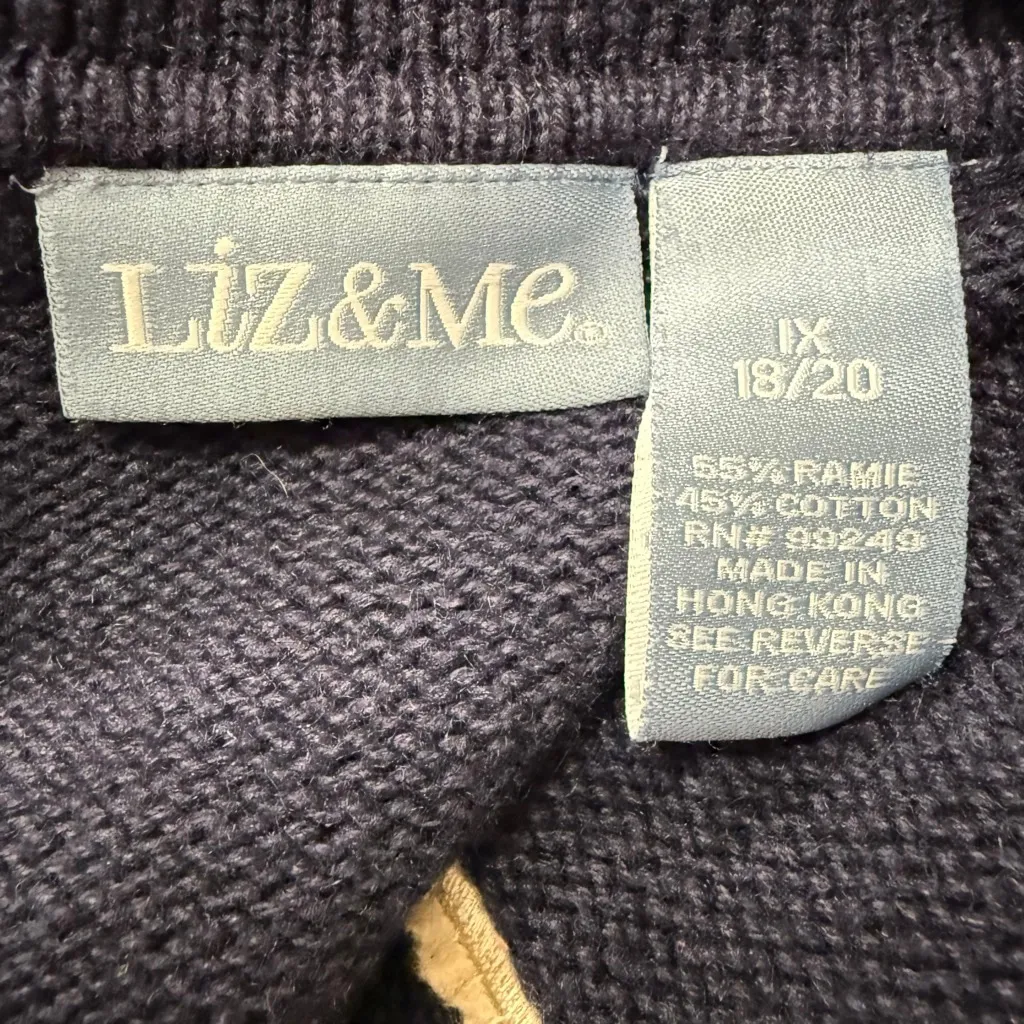 Liz&Me®
1X
18/20
55% RAMIE
45% COTTON
RN# 99249
MADE IN
HONG KONG
SEE REVERSE
FOR CARE